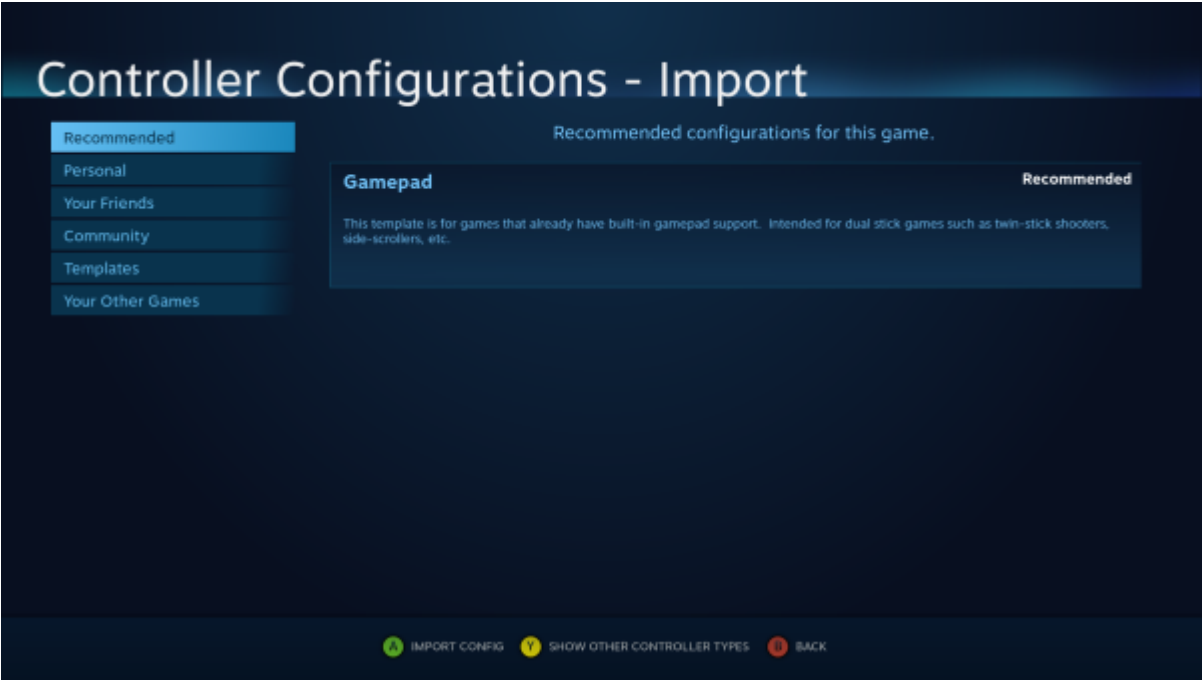 Controller Configurations - Import
Recommended
Personal
Your Friends
Community
Templates
Your Other Games
Recommended configurations for this game.
Gamepad
Recommended
This template is for games that already have built-in gamepad support. Intended for dual stick games such as twin-stick shooters,
side-scrollers, etc.
A IMPORT CONFIG Y SHOW OTHER CONTROLLER TYPES B BACK